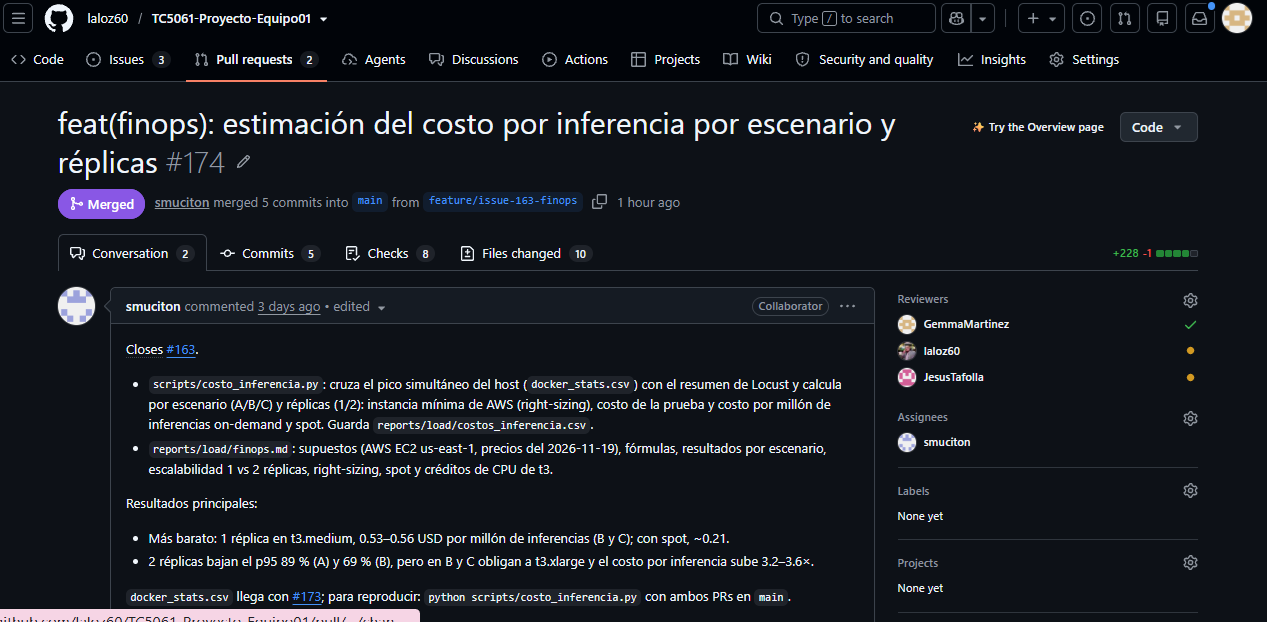 laloz60 / TC5061-Proyecto-Equipo01
Type / to search
Code Issues 3 Pull requests 2 Agents Discussions Actions Projects Wiki Security and quality Insights Settings
feat(finops): estimación del costo por inferencia por escenario y
réplicas #174
Try the Overview page
Code
Merged smuciton merged 5 commits into main from feature/issue-163-finops 1 hour ago
Conversation 2 Commits 5 Checks 8 Files changed 10
+228 -1
smuciton commented 3 days ago • edited
Collaborator
Closes #163.
• scripts/costo_inferencia.py : cruza el pico simultáneo del host ( docker_stats.csv ) con el resumen de Locust y calcula
por escenario (A/B/C) y réplicas (1/2): instancia mínima de AWS (right-sizing), costo de la prueba y costo por millón de
inferencias on-demand y spot. Guarda reports/load/costos_inferencia.csv .
• reports/load/finops.md : supuestos (AWS EC2 us-east-1, precios del 2026-11-19), fórmulas, resultados por escenario,
escalabilidad 1 vs 2 réplicas, right-sizing, spot y créditos de CPU de t3.
Resultados principales:
• Más barato: 1 réplica en t3.medium, 0.53–0.56 USD por millón de inferencias (B y C); con spot, ~0.21.
• 2 réplicas bajan el p95 89 % (A) y 69 % (B), pero en B y C obligan a t3.xlarge y el costo por inferencia sube 3.2–3.6×.
docker_stats.csv llega con #173; para reproducir: python scripts/costo_inferencia.py con ambos PRs en main .
Reviewers
GemmaMartinez
laloz60
JesusTafolla
Assignees
smuciton
Labels
None yet
Projects
None yet